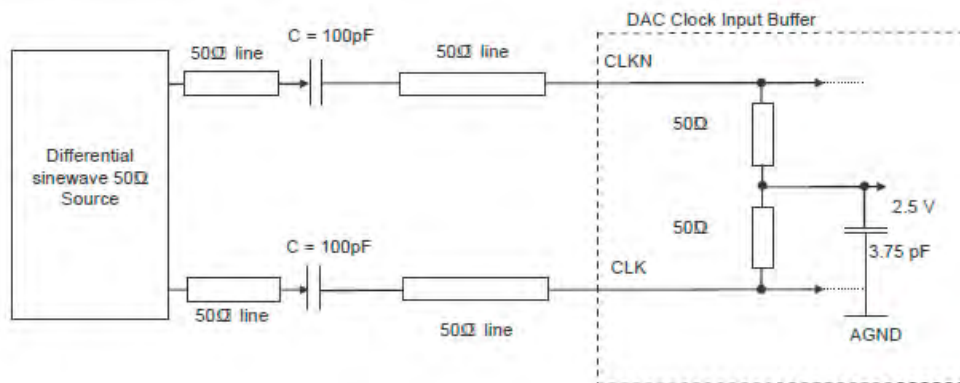 DAC Clock Input Buffer
C = 100pF
50Ω line
50Ω line
CLKN
50Ω
Differential
sinewave 50Ω
Source
2.5 V
50Ω
C = 100pF
3.75 pF
CLK
50Ω line
50Ω line
AGND